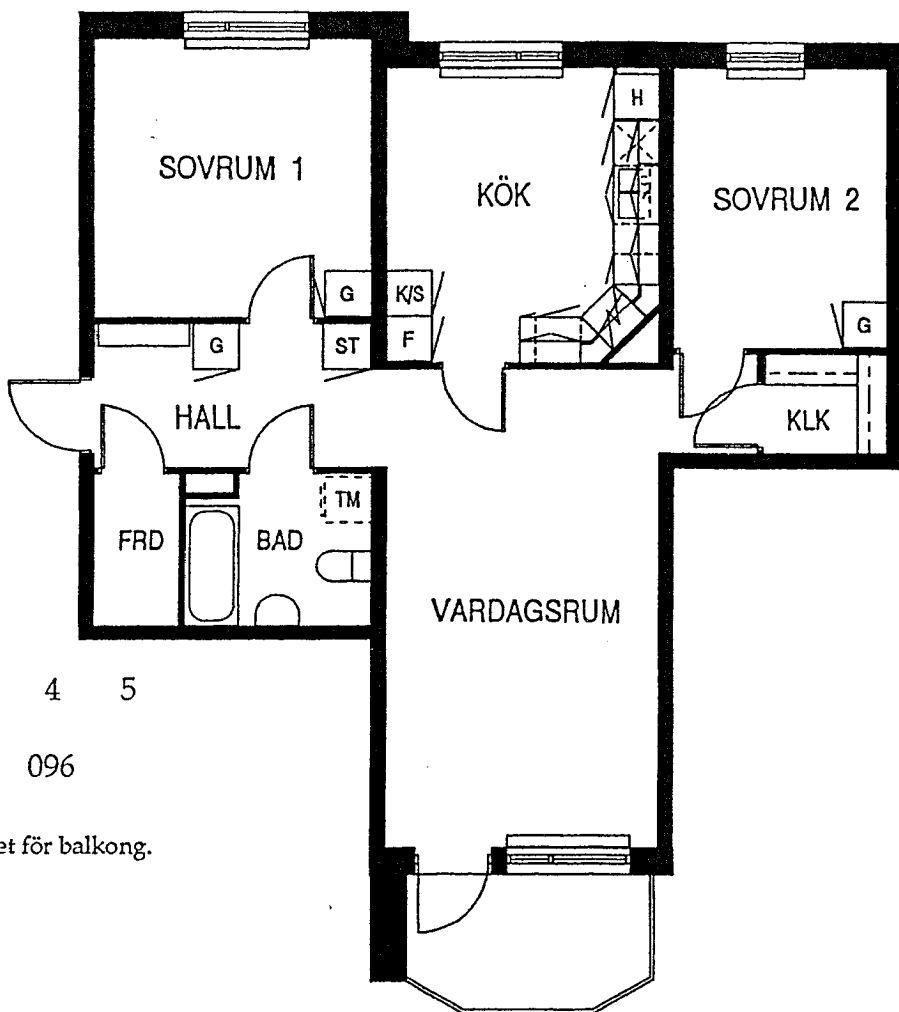 SOVRUM 1
KÖK
SOVRUM 2
H
G
K/S
F
G
ST
G
HALL
KLK
FRD
BAD
TM
VARDAGSRUM
4 5
096
et för balkong.